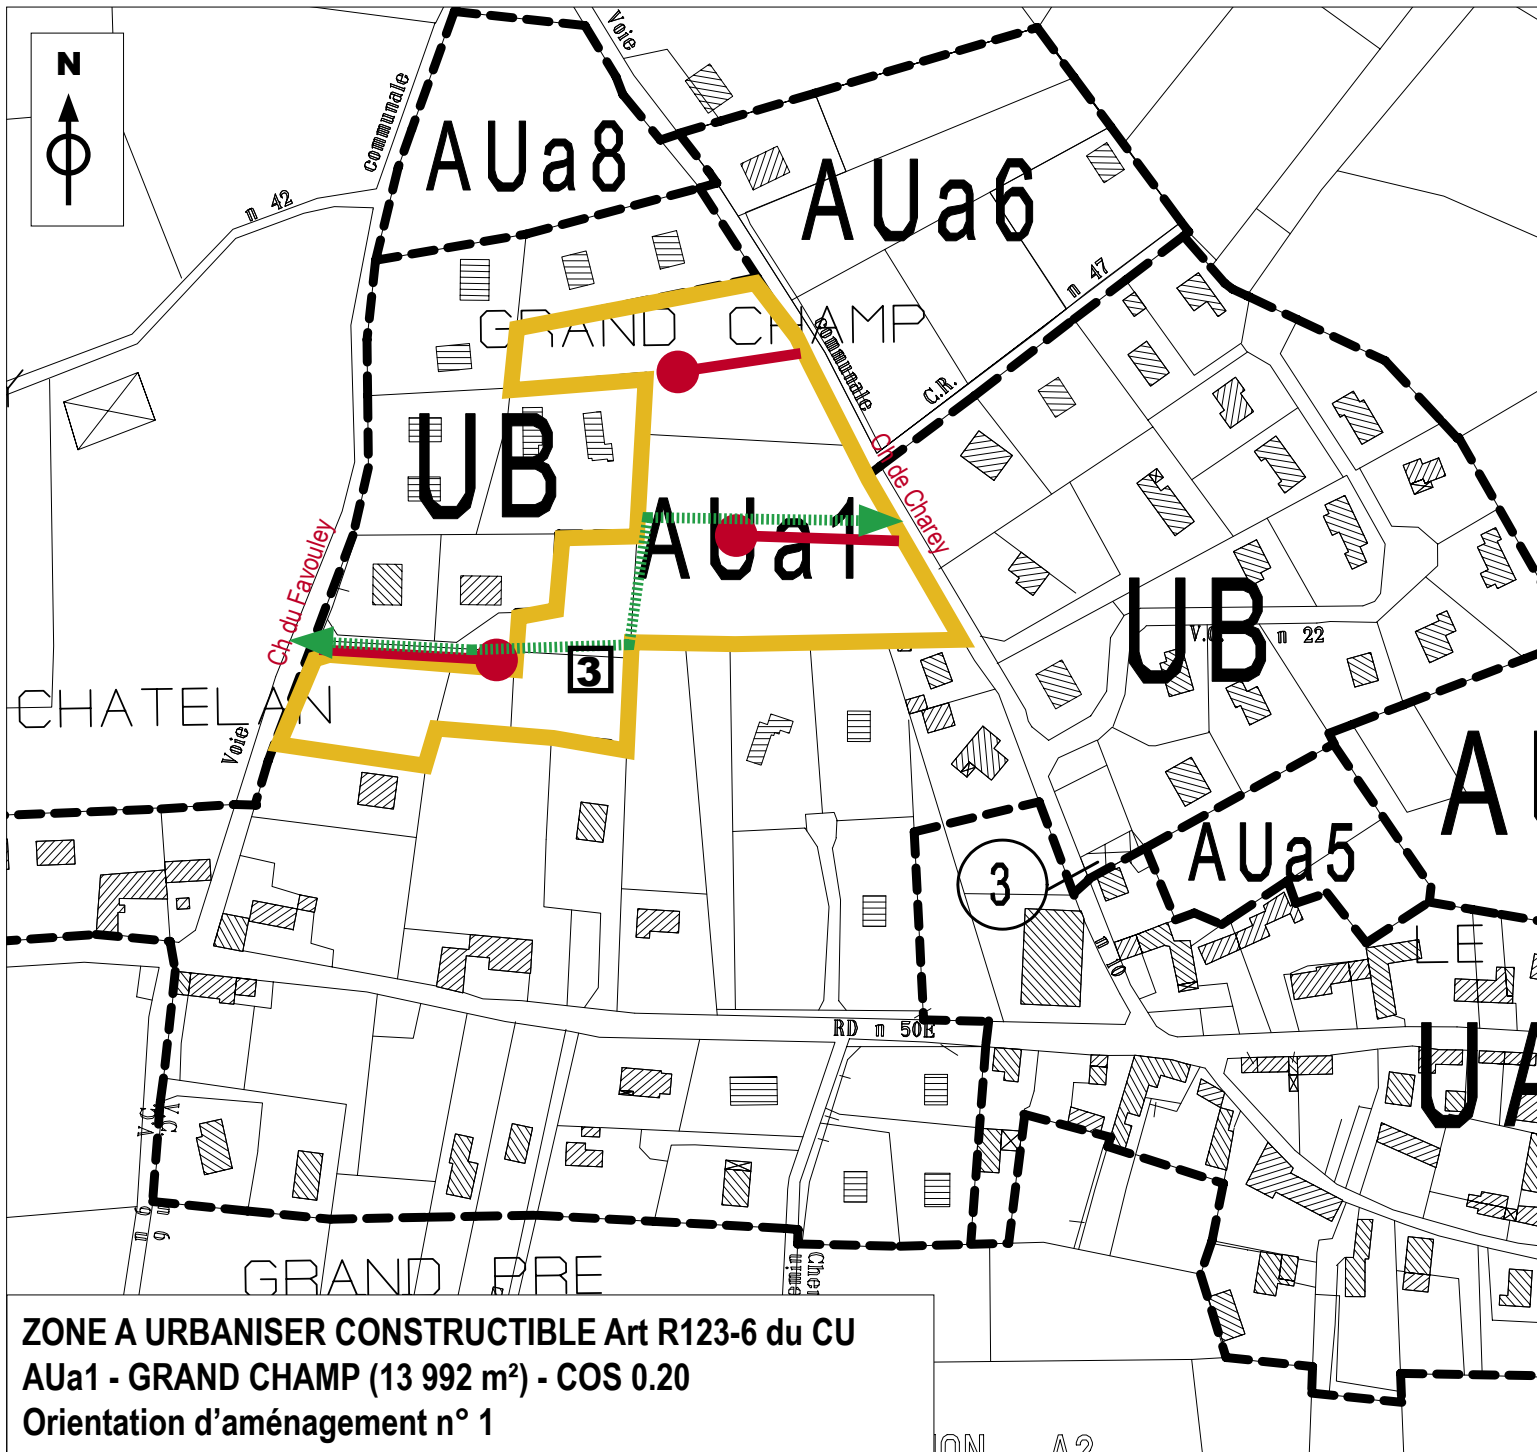 N
Voie
communale
AUa8
AUa6
n 42
n 47
GRAND CHAMP
communale
C.R.
UB
Ch de Charey
AUa1
Ch du Favouley
UB
V.C. n 22
3
CHATELAN
Voie
AUa5
3
n 10
LE
RD n 50E
UA
V.C.
n 9
GRAND PRE
ZONE A URBANISER CONSTRUCTIBLE Art R123-6 du CU
AUa1 - GRAND CHAMP (13 992 m²) - COS 0.20
Orientation d'aménagement n° 1